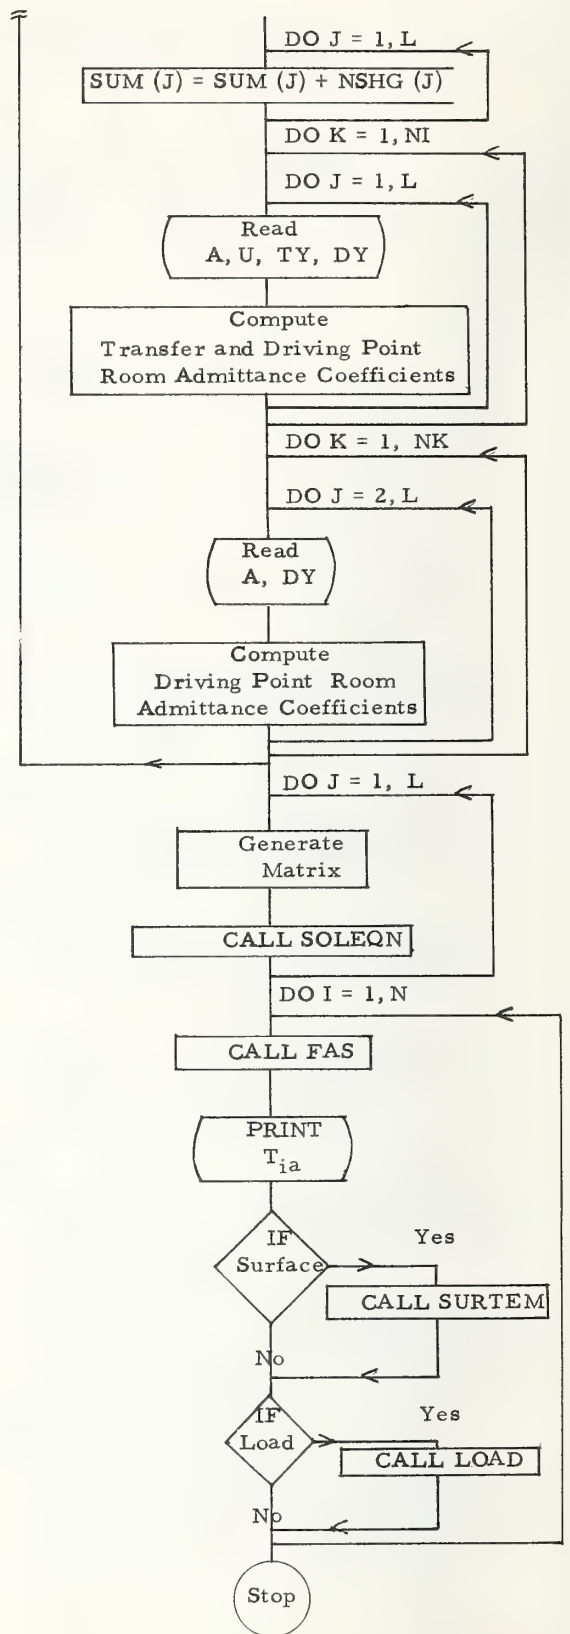 DO J = 1, L
SUM (J) = SUM (J) + NSHG (J)
DO K = 1, NI
DO J = 1, L
Read
A, U, TY, DY
Compute
Transfer and Driving Point
Room Admittance Coefficients
DO K = 1, NK
DO J = 2, L
Read
A, DY
Compute
Driving Point Room
Admittance Coefficients
DO J = 1, L
Generate
Matrix
CALL SOLEQN
DO I = 1, N
CALL FAS
PRINT
Tia
IF
Surface
Yes
CALL SURTEM
No
IF
Load
Yes
CALL LOAD
No
Stop